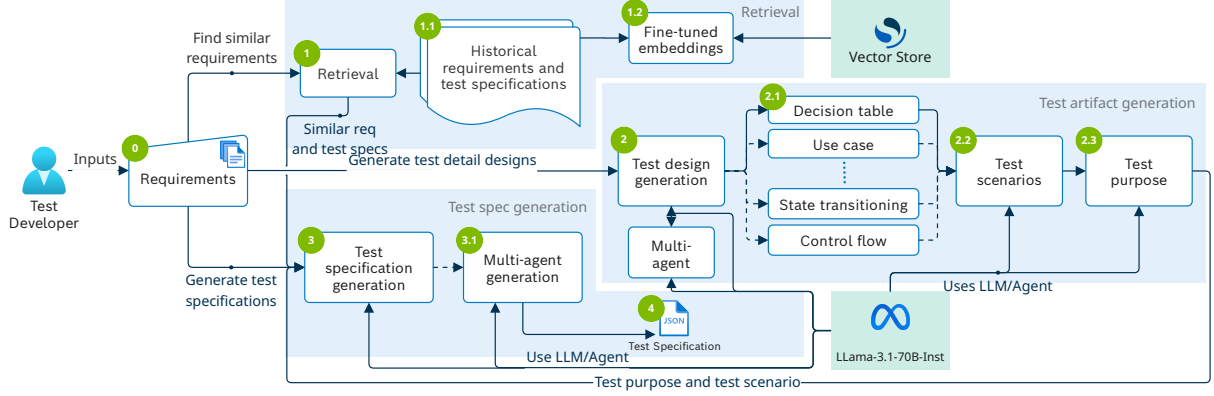 Retrieval
1.2
Fine-tuned
embeddings
Vector Store
1.1
Historical
requirements and
test specifications
1
Retrieval
Find similar
requirements
Similar req
and test specs
Test artifact generation
2.1
Decision table
Use case
State transitioning
Control flow
2
Test design
generation
2.2
Test
scenarios
2.3
Test
purpose
Test
Developer
Inputs
0
Requirements
Generate test detail designs
Multi-
agent
Test spec generation
3
Test
specification
generation
3.1
Multi-agent
generation
Generate test
specifications
4
JSON
Test Specification
Use LLM/Agent
Uses LLM/Agent
LLama-3.1-70B-Inst
Test purpose and test scenario